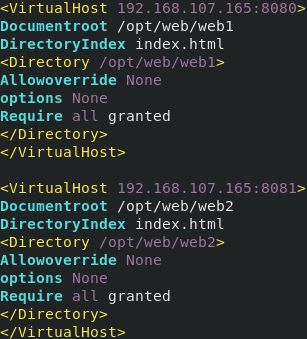 <VirtualHost 192.168.107.165:8080>
Documentroot /opt/web/web1
DirectoryIndex index.html
<Directory /opt/web/web1>
Allowoverride None
options None
Require all granted
</Directory>
</VirtualHost>

<VirtualHost 192.168.107.165:8081>
Documentroot /opt/web/web2
DirectoryIndex index.html
<Directory /opt/web/web2>
Allowoverride None
options None
Require all granted
</Directory>
</VirtualHost>